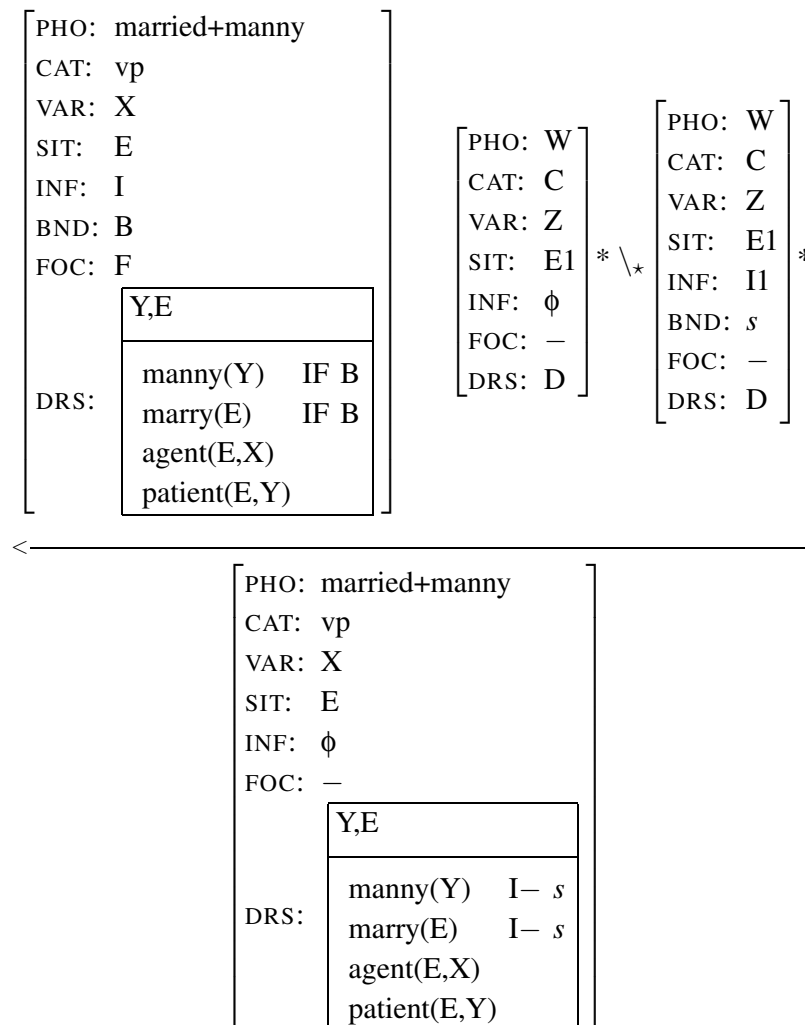 PHO: married+manny
CAT: vp
VAR: X
SIT: E
INF: I
BND: B
FOC: F
DRS:
Y,E
manny(Y) IF B
marry(E) IF B
agent(E,X)
patient(E,Y)
PHO: W
CAT: C
VAR: Z
SIT: E1
INF: ϕ
FOC: −
DRS: D
* \⋆
PHO: W
CAT: C
VAR: Z
SIT: E1
INF: I1
BND: s
FOC: −
DRS: D
*
<
PHO: married+manny
CAT: vp
VAR: X
SIT: E
INF: ϕ
FOC: −
DRS:
Y,E
manny(Y) I− s
marry(E) I− s
agent(E,X)
patient(E,Y)